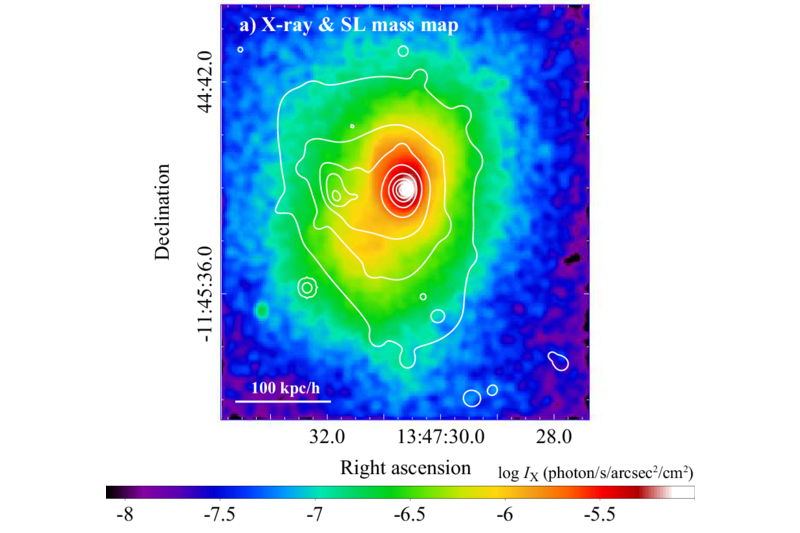 a) X-ray & SL mass map
44:42.0
Declination
-11:45:36.0
100 kpc/h
32.0 13:47:30.0 28.0
Right ascension
log I_X (photon/s/arcsec²/cm²)
-8 -7.5 -7 -6.5 -6 -5.5